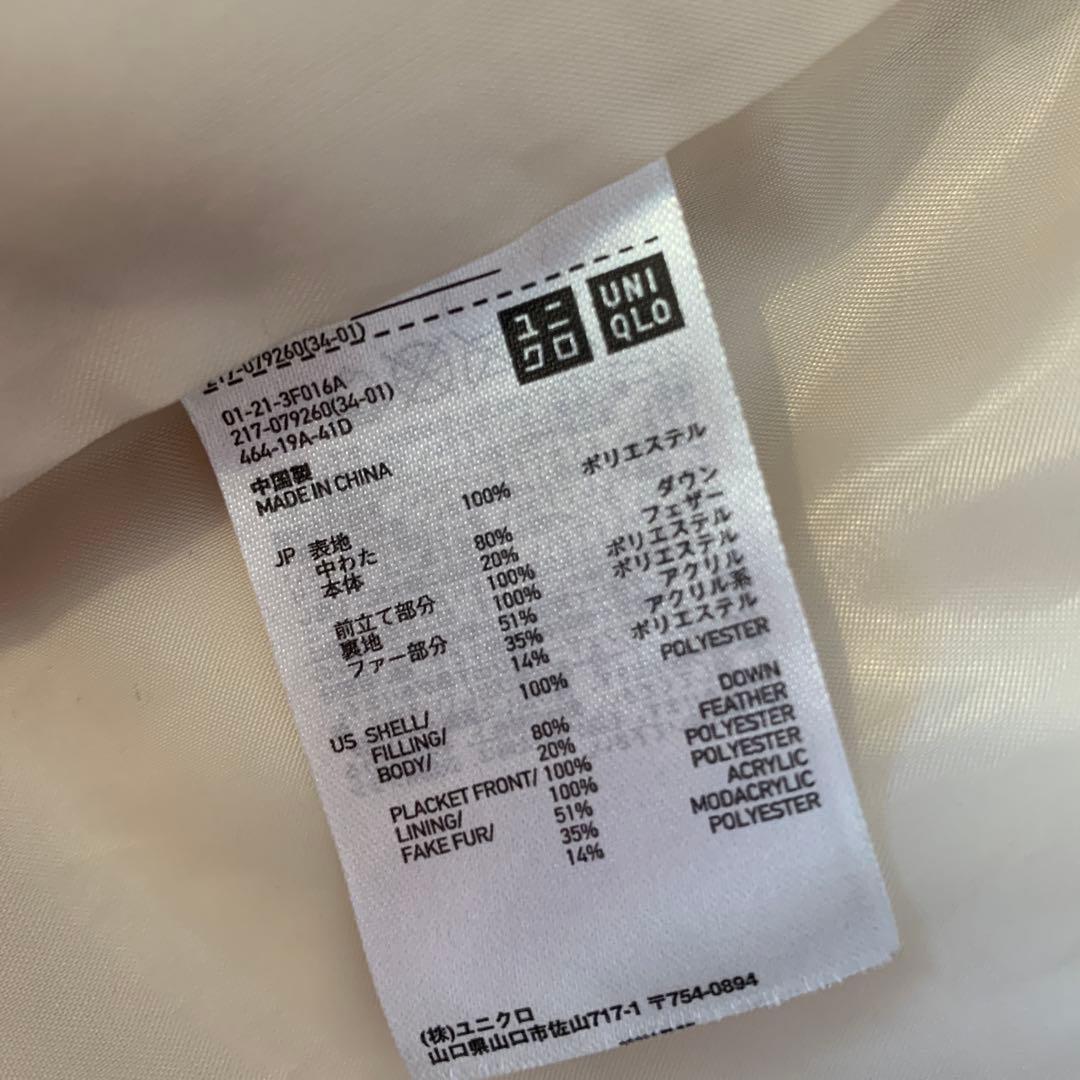 ユニ
クロ
UNI
QLO
217-079260(34-01)
01-21-3F016A
217-079260(34-01)
464-19A-41D
中国製
MADE IN CHINA
JP 表地 100% ポリエステル
中わた
本体 80% ダウン
20% フェザー
前立て部分 100% ポリエステル
裏地 100% ポリエステル
ファー部分 51% アクリル
35% アクリル系
14% ポリエステル
US SHELL/ 100% POLYESTER
FILLING/
BODY/ 80% DOWN
20% FEATHER
PLACKET FRONT/ 100% POLYESTER
LINING/ 100% POLYESTER
FAKE FUR/ 51% ACRYLIC
35% MODACRYLIC
14% POLYESTER
(株)ユニクロ
山口県山口市佐山717-1 〒754-0894